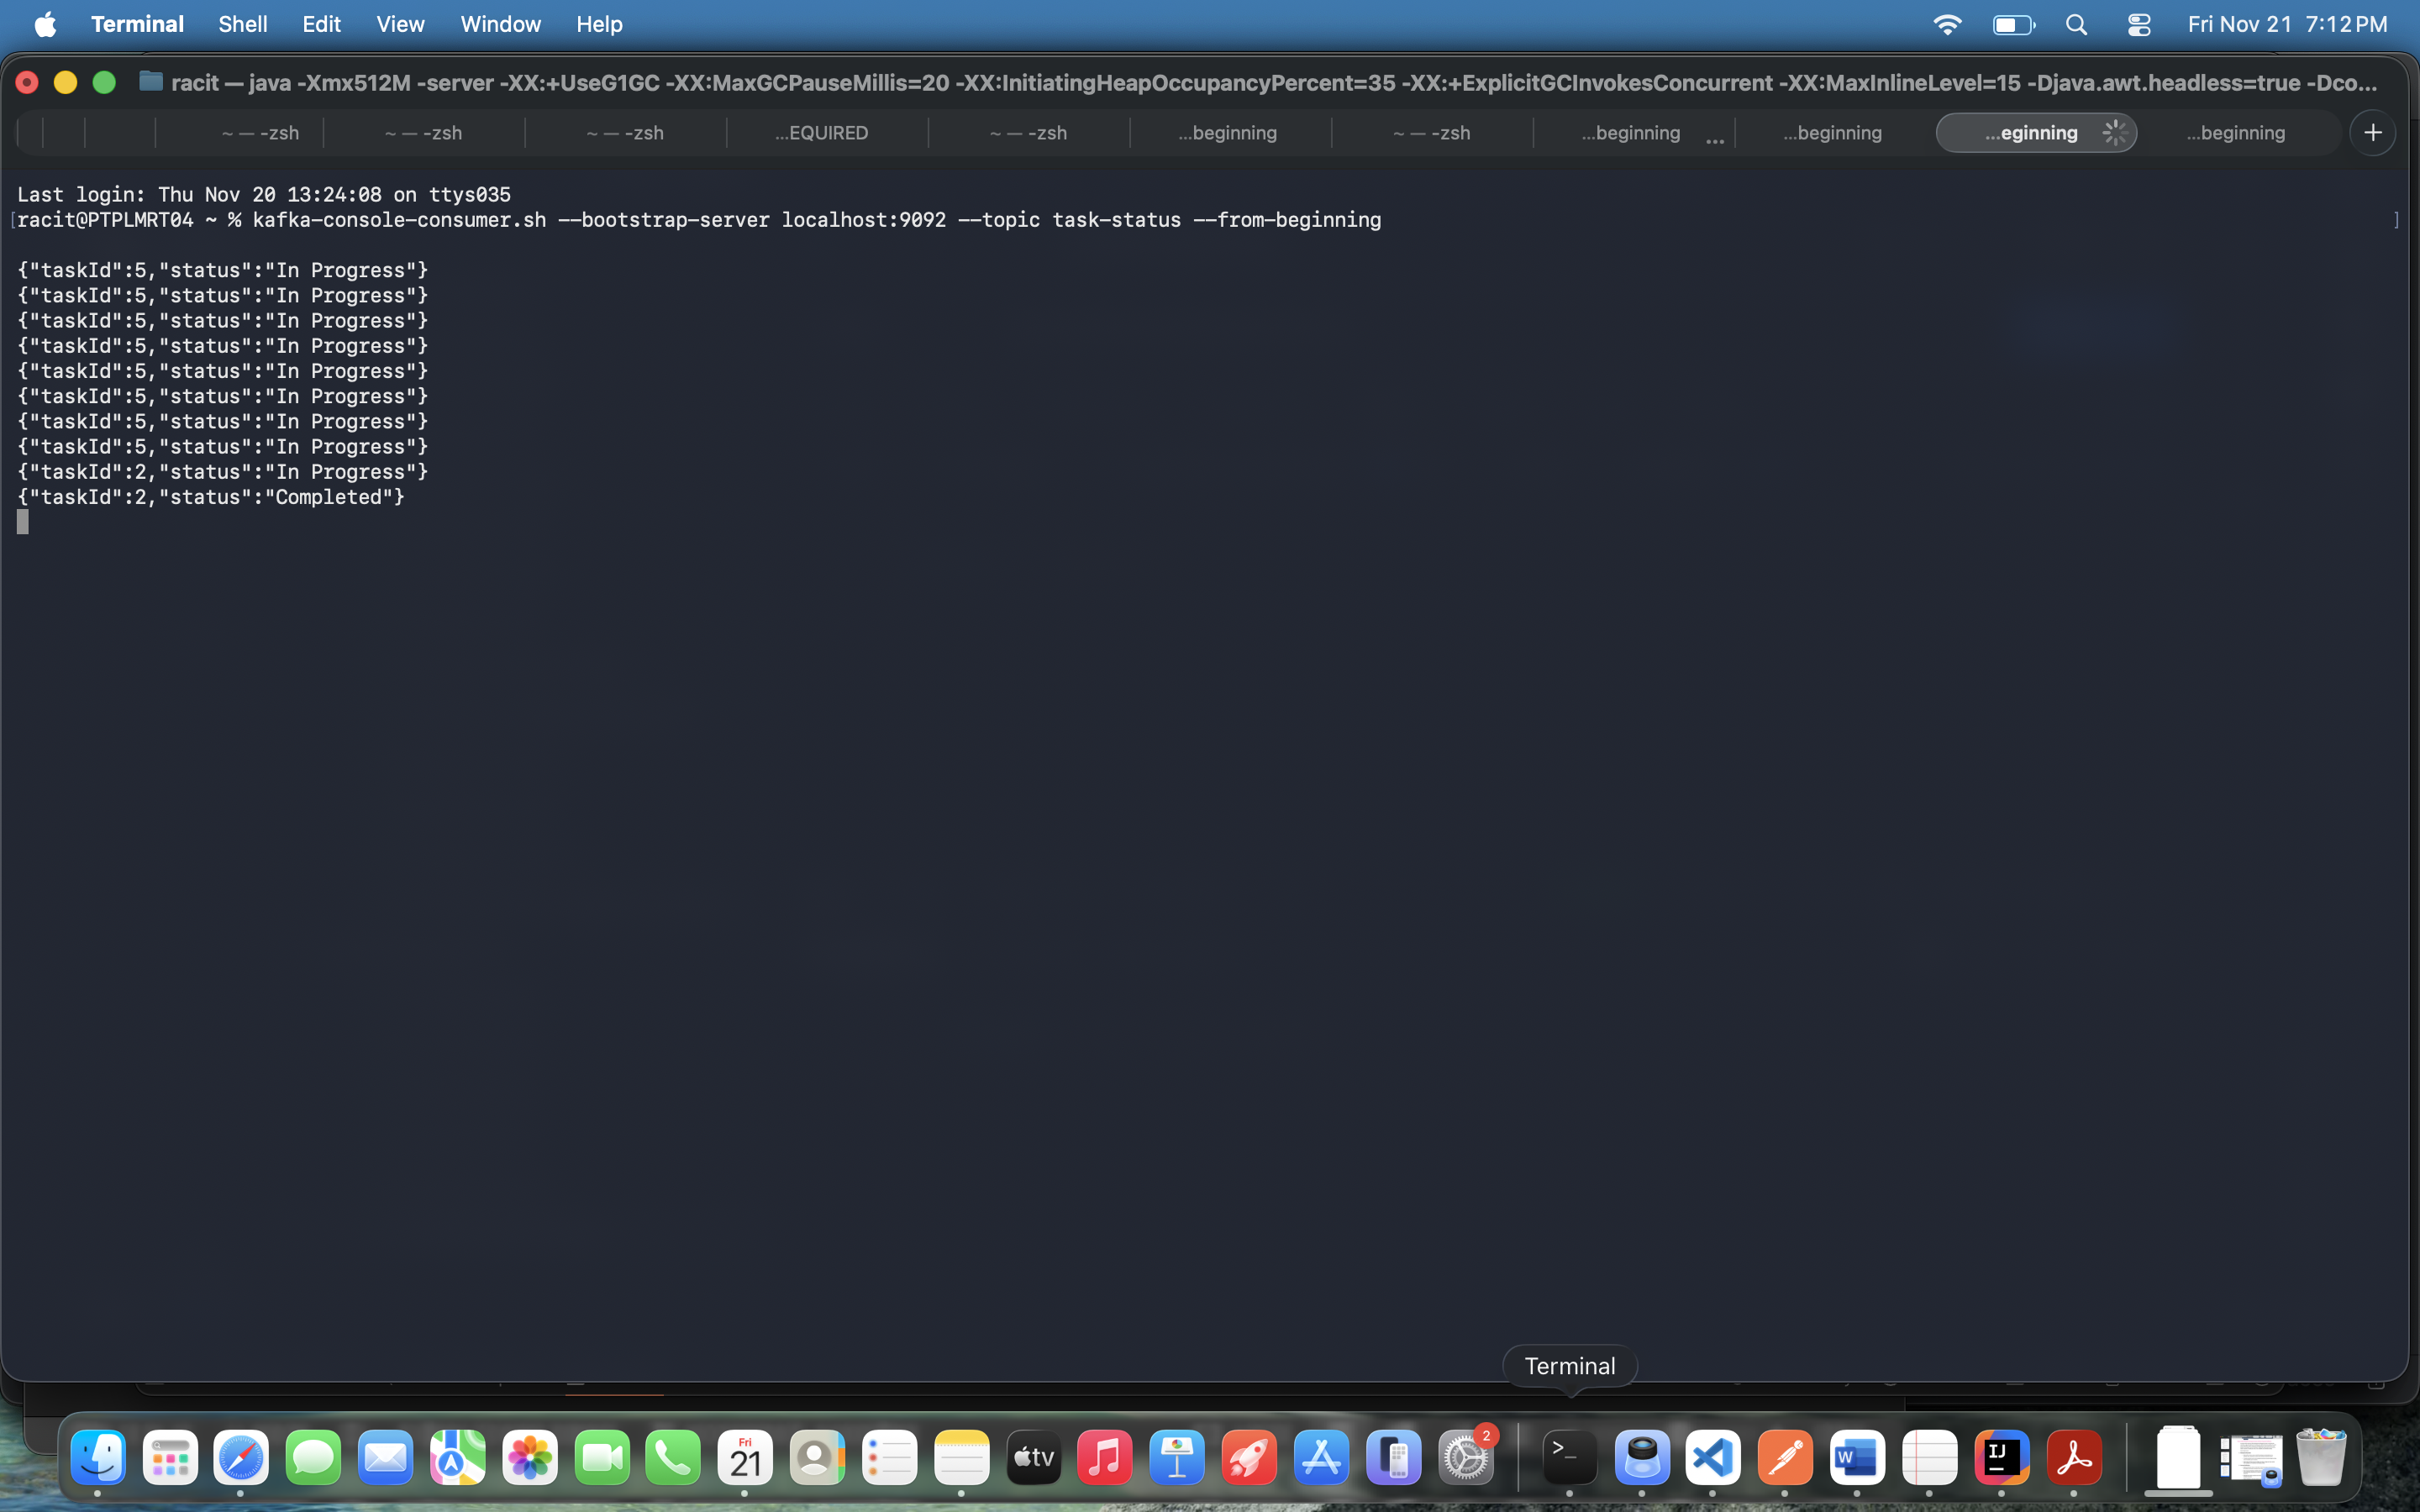 Terminal Shell Edit View Window Help Fri Nov 21 7:12 PM
racit — java -Xmx512M -server -XX:+UseG1GC -XX:MaxGCPauseMillis=20 -XX:InitiatingHeapOccupancyPercent=35 -XX:+ExplicitGCInvokesConcurrent -XX:MaxInlineLevel=15 -Djava.awt.headless=true -Dco...
~ — -zsh ~ — -zsh ~ — -zsh ...EQUIRED ~ — -zsh ...beginning ~ — -zsh ...beginning ... ...beginning ...eginning ...beginning +
Last login: Thu Nov 20 13:24:08 on ttys035
[racit@PTPLMRT04 ~ % kafka-console-consumer.sh --bootstrap-server localhost:9092 --topic task-status --from-beginning ]
{"taskId":5,"status":"In Progress"}
{"taskId":5,"status":"In Progress"}
{"taskId":5,"status":"In Progress"}
{"taskId":5,"status":"In Progress"}
{"taskId":5,"status":"In Progress"}
{"taskId":5,"status":"In Progress"}
{"taskId":5,"status":"In Progress"}
{"taskId":5,"status":"In Progress"}
{"taskId":2,"status":"In Progress"}
{"taskId":2,"status":"Completed"}
Terminal
Fri
21
tv
2
>_
W
IJ